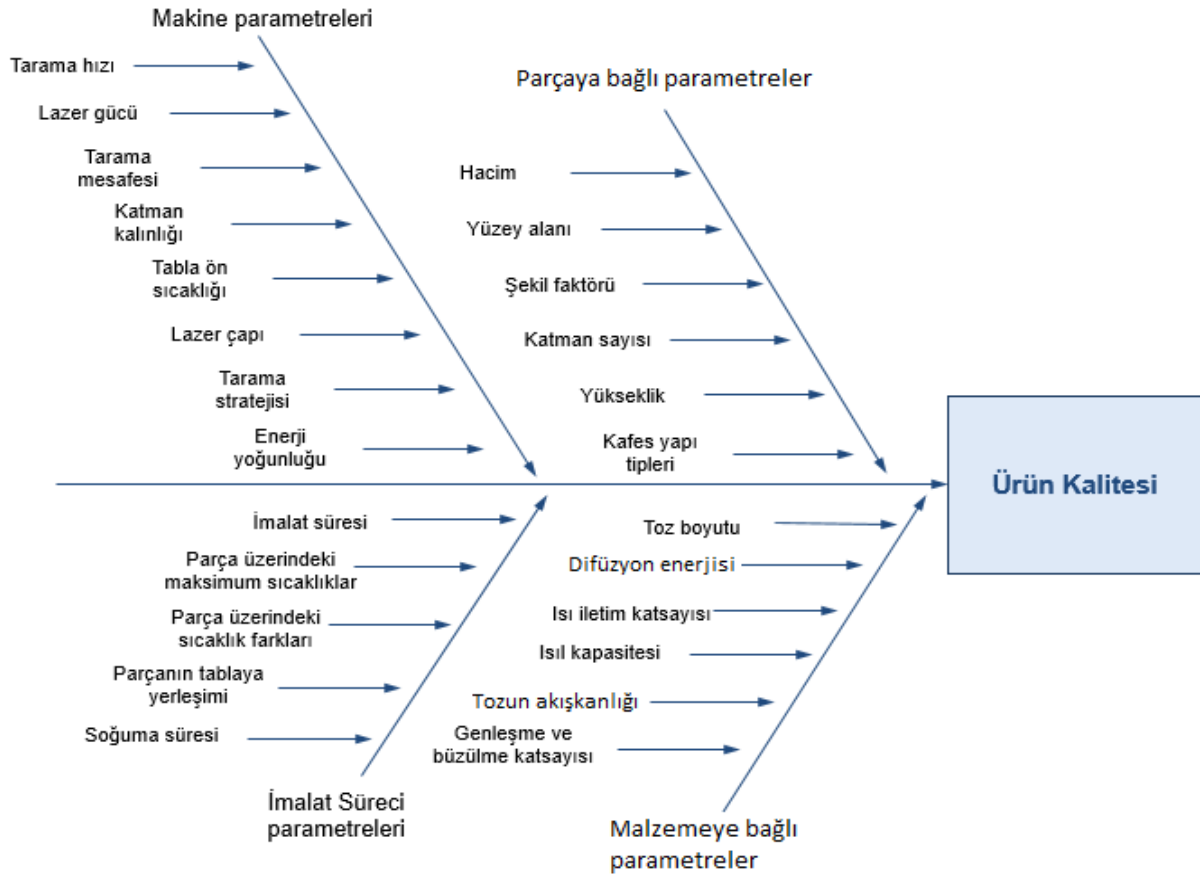 Makine parametreleri
Tarama hızı
Lazer gücü
Tarama
mesafesi
Katman
kalınlığı
Tabla ön
sıcaklığı
Lazer çapı
Tarama
stratejisi
Enerji
yoğunluğu
Parçaya bağlı parametreler
Hacim
Yüzey alanı
Şekil faktörü
Katman sayısı
Yükseklik
Kafes yapı
tipleri
Ürün Kalitesi
İmalat süresi
Parça üzerindeki
maksimum sıcaklıklar
Parça üzerindeki
sıcaklık farkları
Parçanın tablaya
yerleşimi
Soğuma süresi
İmalat Süreci
parametreleri
Toz boyutu
Difüzyon enerjisi
Isı iletim katsayısı
Isıl kapasitesi
Tozun akışkanlığı
Genleşme ve
büzülme katsayısı
Malzemeye bağlı
parametreler